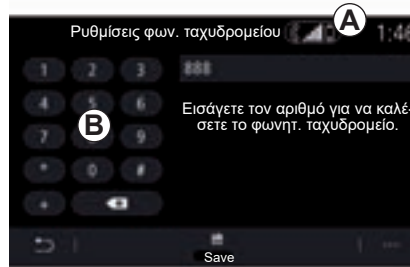 Ρυθμίσεις φων. ταχυδρομείου
A
1:46
1 2 3
888
4 5 6
Εισάγετε τον αριθμό για να καλέ-
σετε το φωνητ. ταχυδρομείο.
7 B 9
* 0 #
+
Save